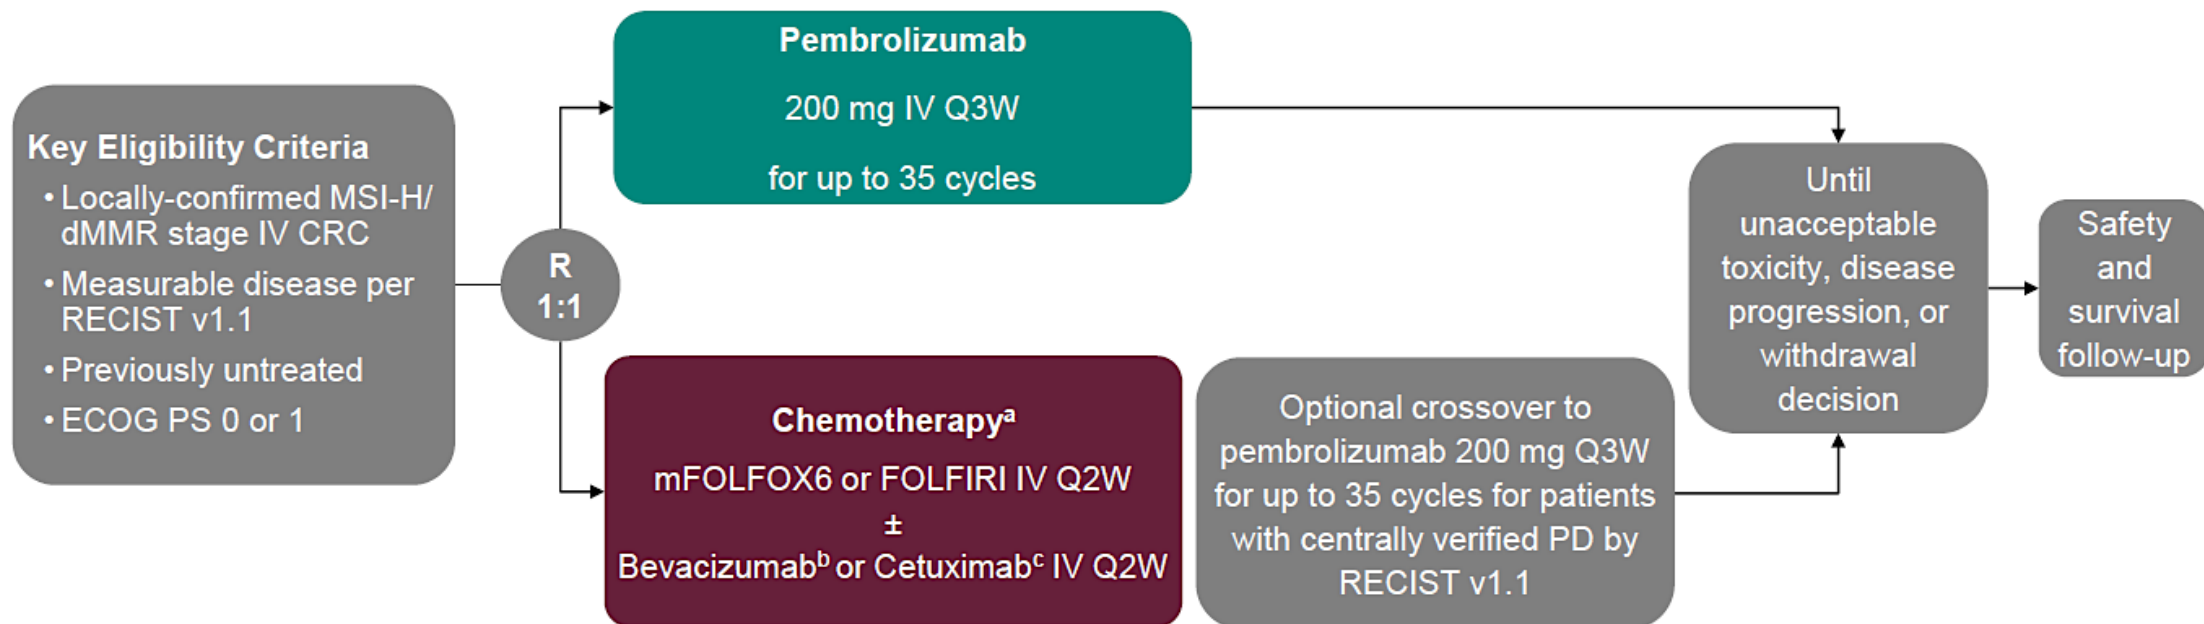 Key Eligibility Criteria
• Locally-confirmed MSI-H/
dMMR stage IV CRC
• Measurable disease per
RECIST v1.1
• Previously untreated
• ECOG PS 0 or 1
R
1:1
Pembrolizumab
200 mg IV Q3W
for up to 35 cycles
Chemotherapyᵃ
mFOLFOX6 or FOLFIRI IV Q2W
±
Bevacizumabᵇ or Cetuximabᶜ IV Q2W
Optional crossover to
pembrolizumab 200 mg Q3W
for up to 35 cycles for patients
with centrally verified PD by
RECIST v1.1
Until
unacceptable
toxicity, disease
progression, or
withdrawal
decision
Safety
and
survival
follow-up